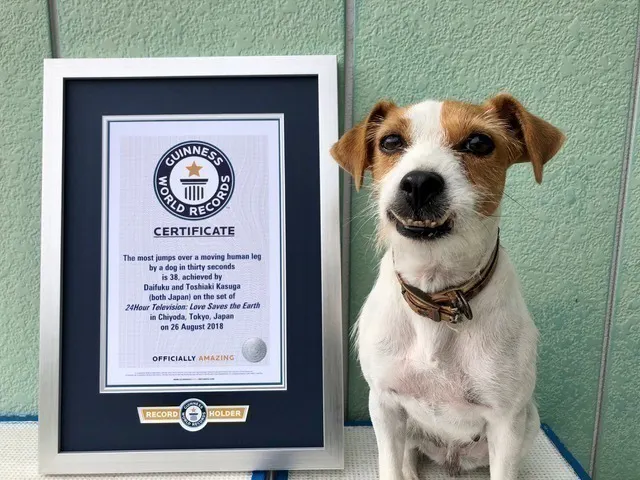 GUINNESS
WORLD RECORDS
CERTIFICATE
The most jumps over a moving human leg
by a dog in thirty seconds
is 38, achieved by
Daifuku and Toshiaki Kasuga
(both Japan) on the set of
24Hour Television: Love Saves the Earth
in Chiyoda, Tokyo, Japan
on 26 August 2018
OFFICIALLY AMAZING
RECORD HOLDER